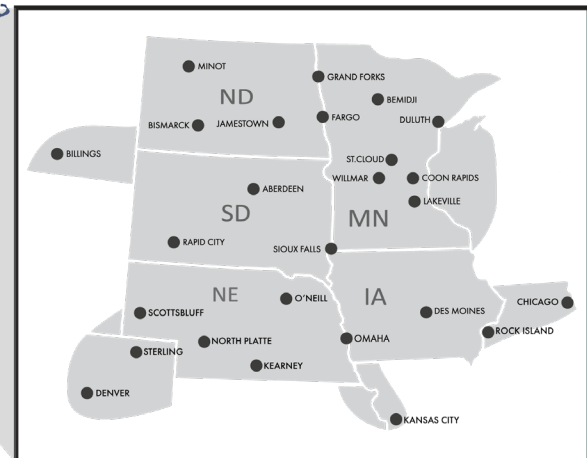 MINOT
GRAND FORKS
ND
BEMIDJI
BISMARCK
JAMESTOWN
FARGO
DULUTH
BILLINGS
ST.CLOUD
WILLMAR
COON RAPIDS
ABERDEEN
LAKEVILLE
SD
MN
RAPID CITY
SIOUX FALLS
NE
O'NEILL
IA
CHICAGO
SCOTTSBLUFF
DES MOINES
ROCK ISLAND
NORTH PLATTE
OMAHA
STERLING
KEARNEY
DENVER
KANSAS CITY